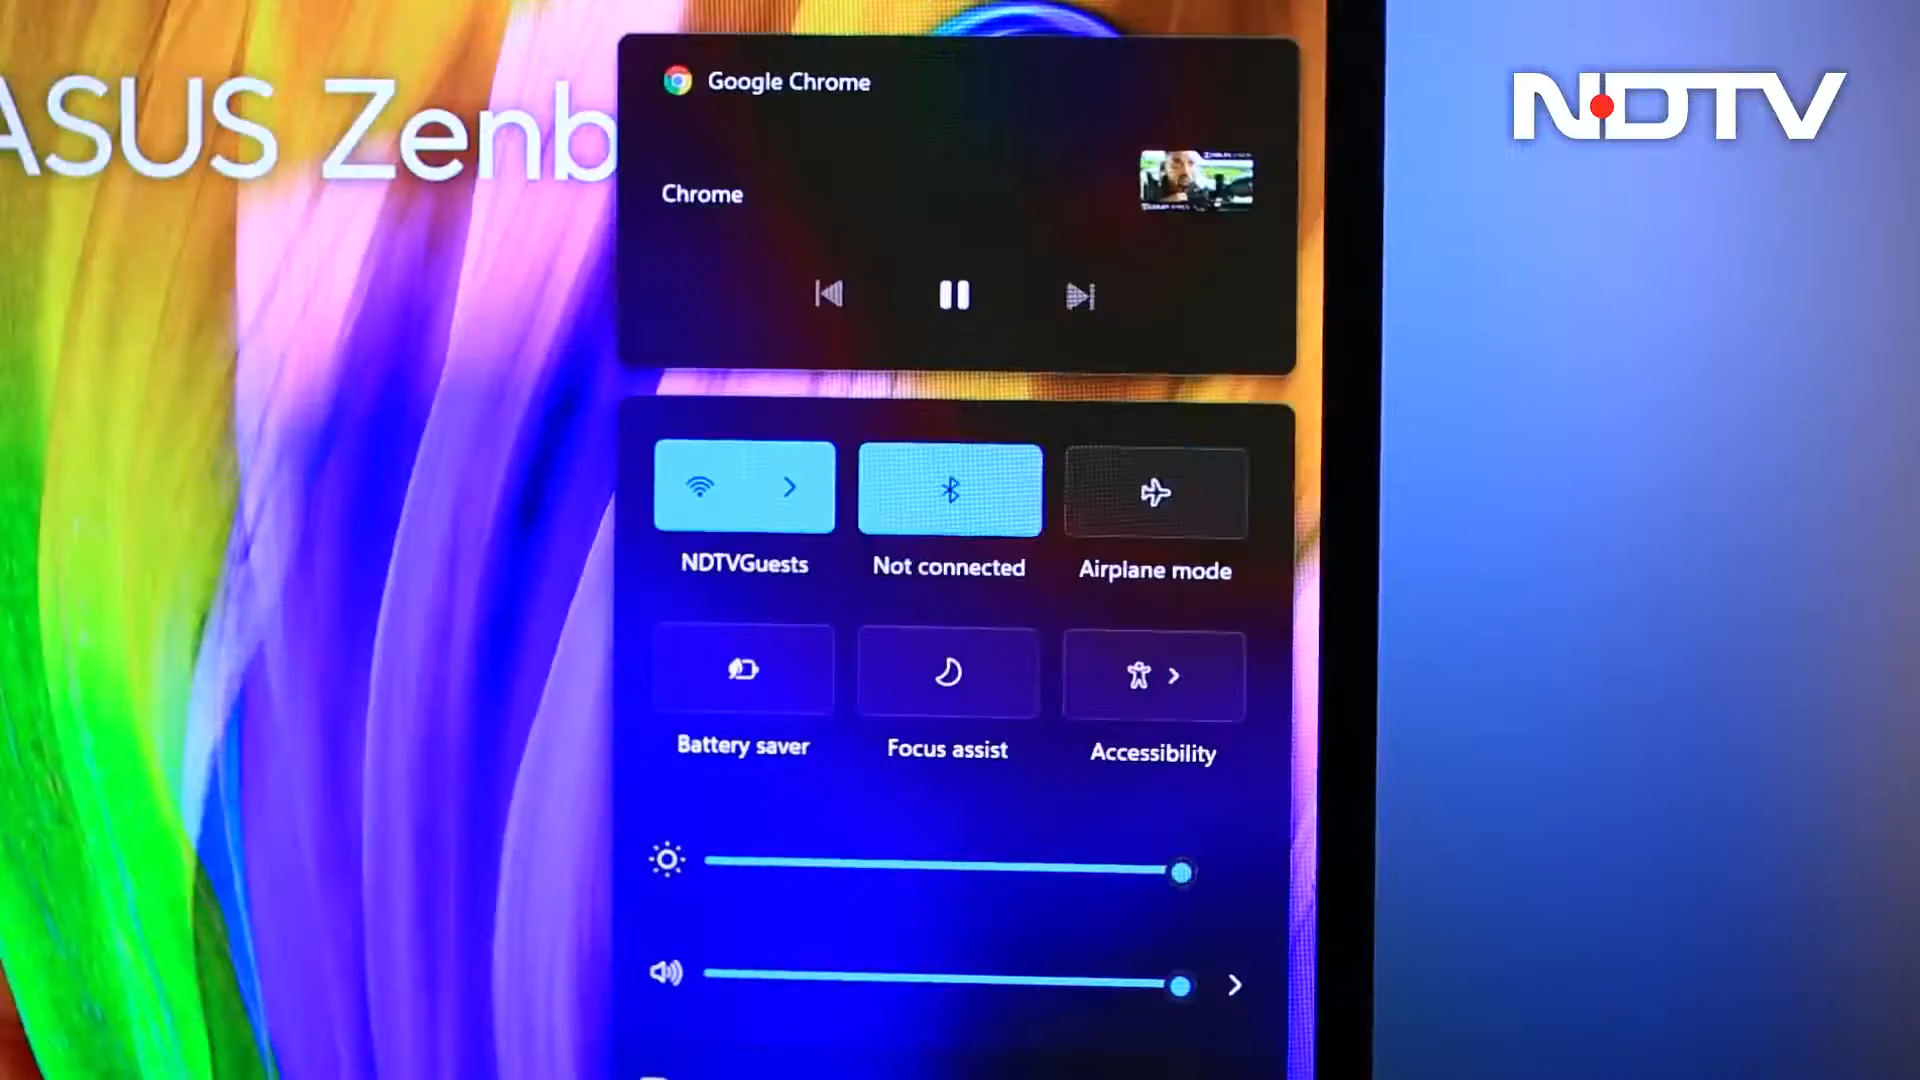 ASUS Zenb
Google Chrome
NDTV
Chrome
NDTVGuests
Not connected
Airplane mode
Battery saver
Focus assist
Accessibility